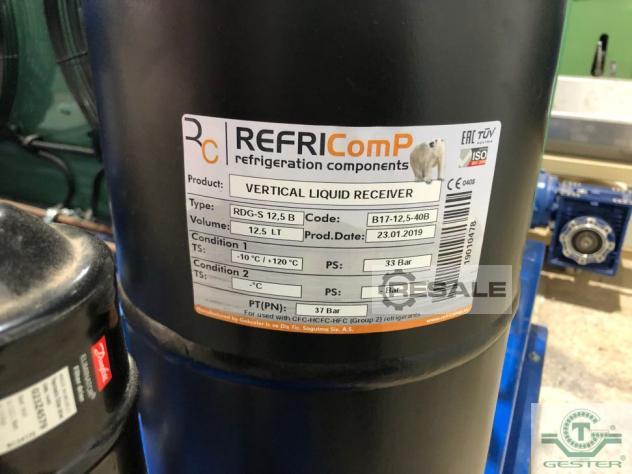 RC REFRIComP
refrigeration components
EAC TÜV
AUSTRIA
ISO
CE 0408
Product: VERTICAL LIQUID RECEIVER
Type: RDG-S 12,5 B Code: B17-12,5-40B
Volume: 12,5 LT Prod.Date: 23.01.2019
Condition 1
TS: -10 °C / +120 °C PS: 33 Bar
Condition 2
TS: -°C PS: - Bar
PT(PN): 37 Bar
For used with CFC-HCFC-HFC (Group 2) refrigerants
19010478
RESALE
Danfoss
GESTER